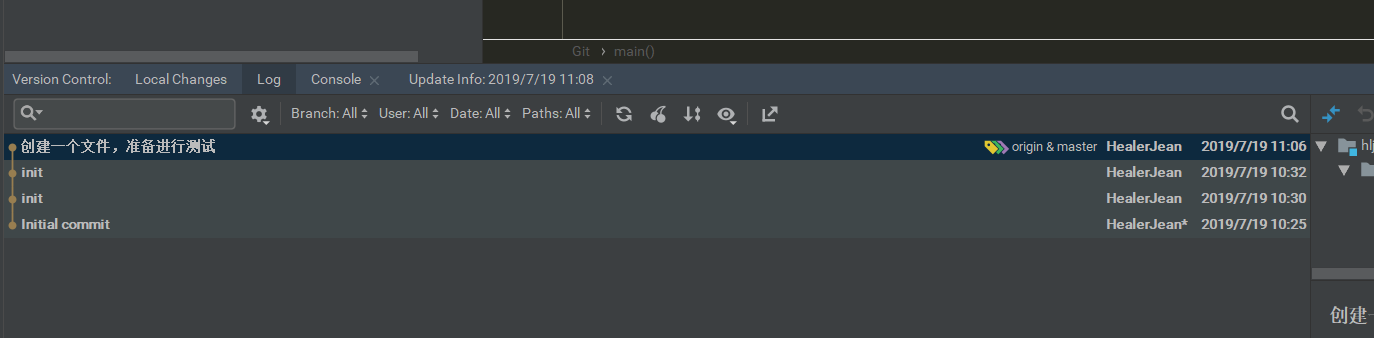 Git › main()
Version Control: Local Changes Log Console Update Info: 2019/7/19 11:08
Branch: All User: All Date: All Paths: All
创建一个文件，准备进行测试 origin & master HealerJean 2019/7/19 11:06
init HealerJean 2019/7/19 10:32
init HealerJean 2019/7/19 10:30
Initial commit HealerJean* 2019/7/19 10:25
hlj
创建